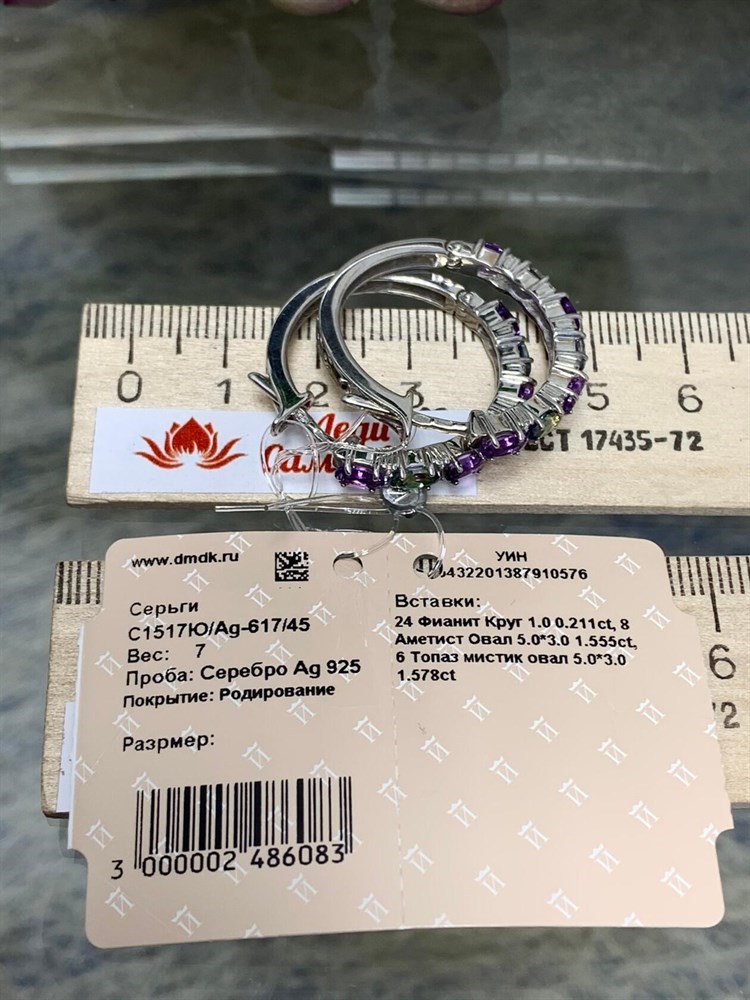 0 1 2 3 5 6
Леди
ГОСТ 17435-72
www.dmdk.ru
Серьги
С1517Ю/Ag-617/45
Вес: 7
Проба: Серебро Ag 925
Покрытие: Родирование
Разрмер:
3 000002 486083
УИН
0432201387910576
Вставки:
24 Фианит Круг 1.0 0.211ct, 8
Аметист Овал 5.0*3.0 1.555ct,
6 Топаз мистик овал 5.0*3.0
1.578ct
6